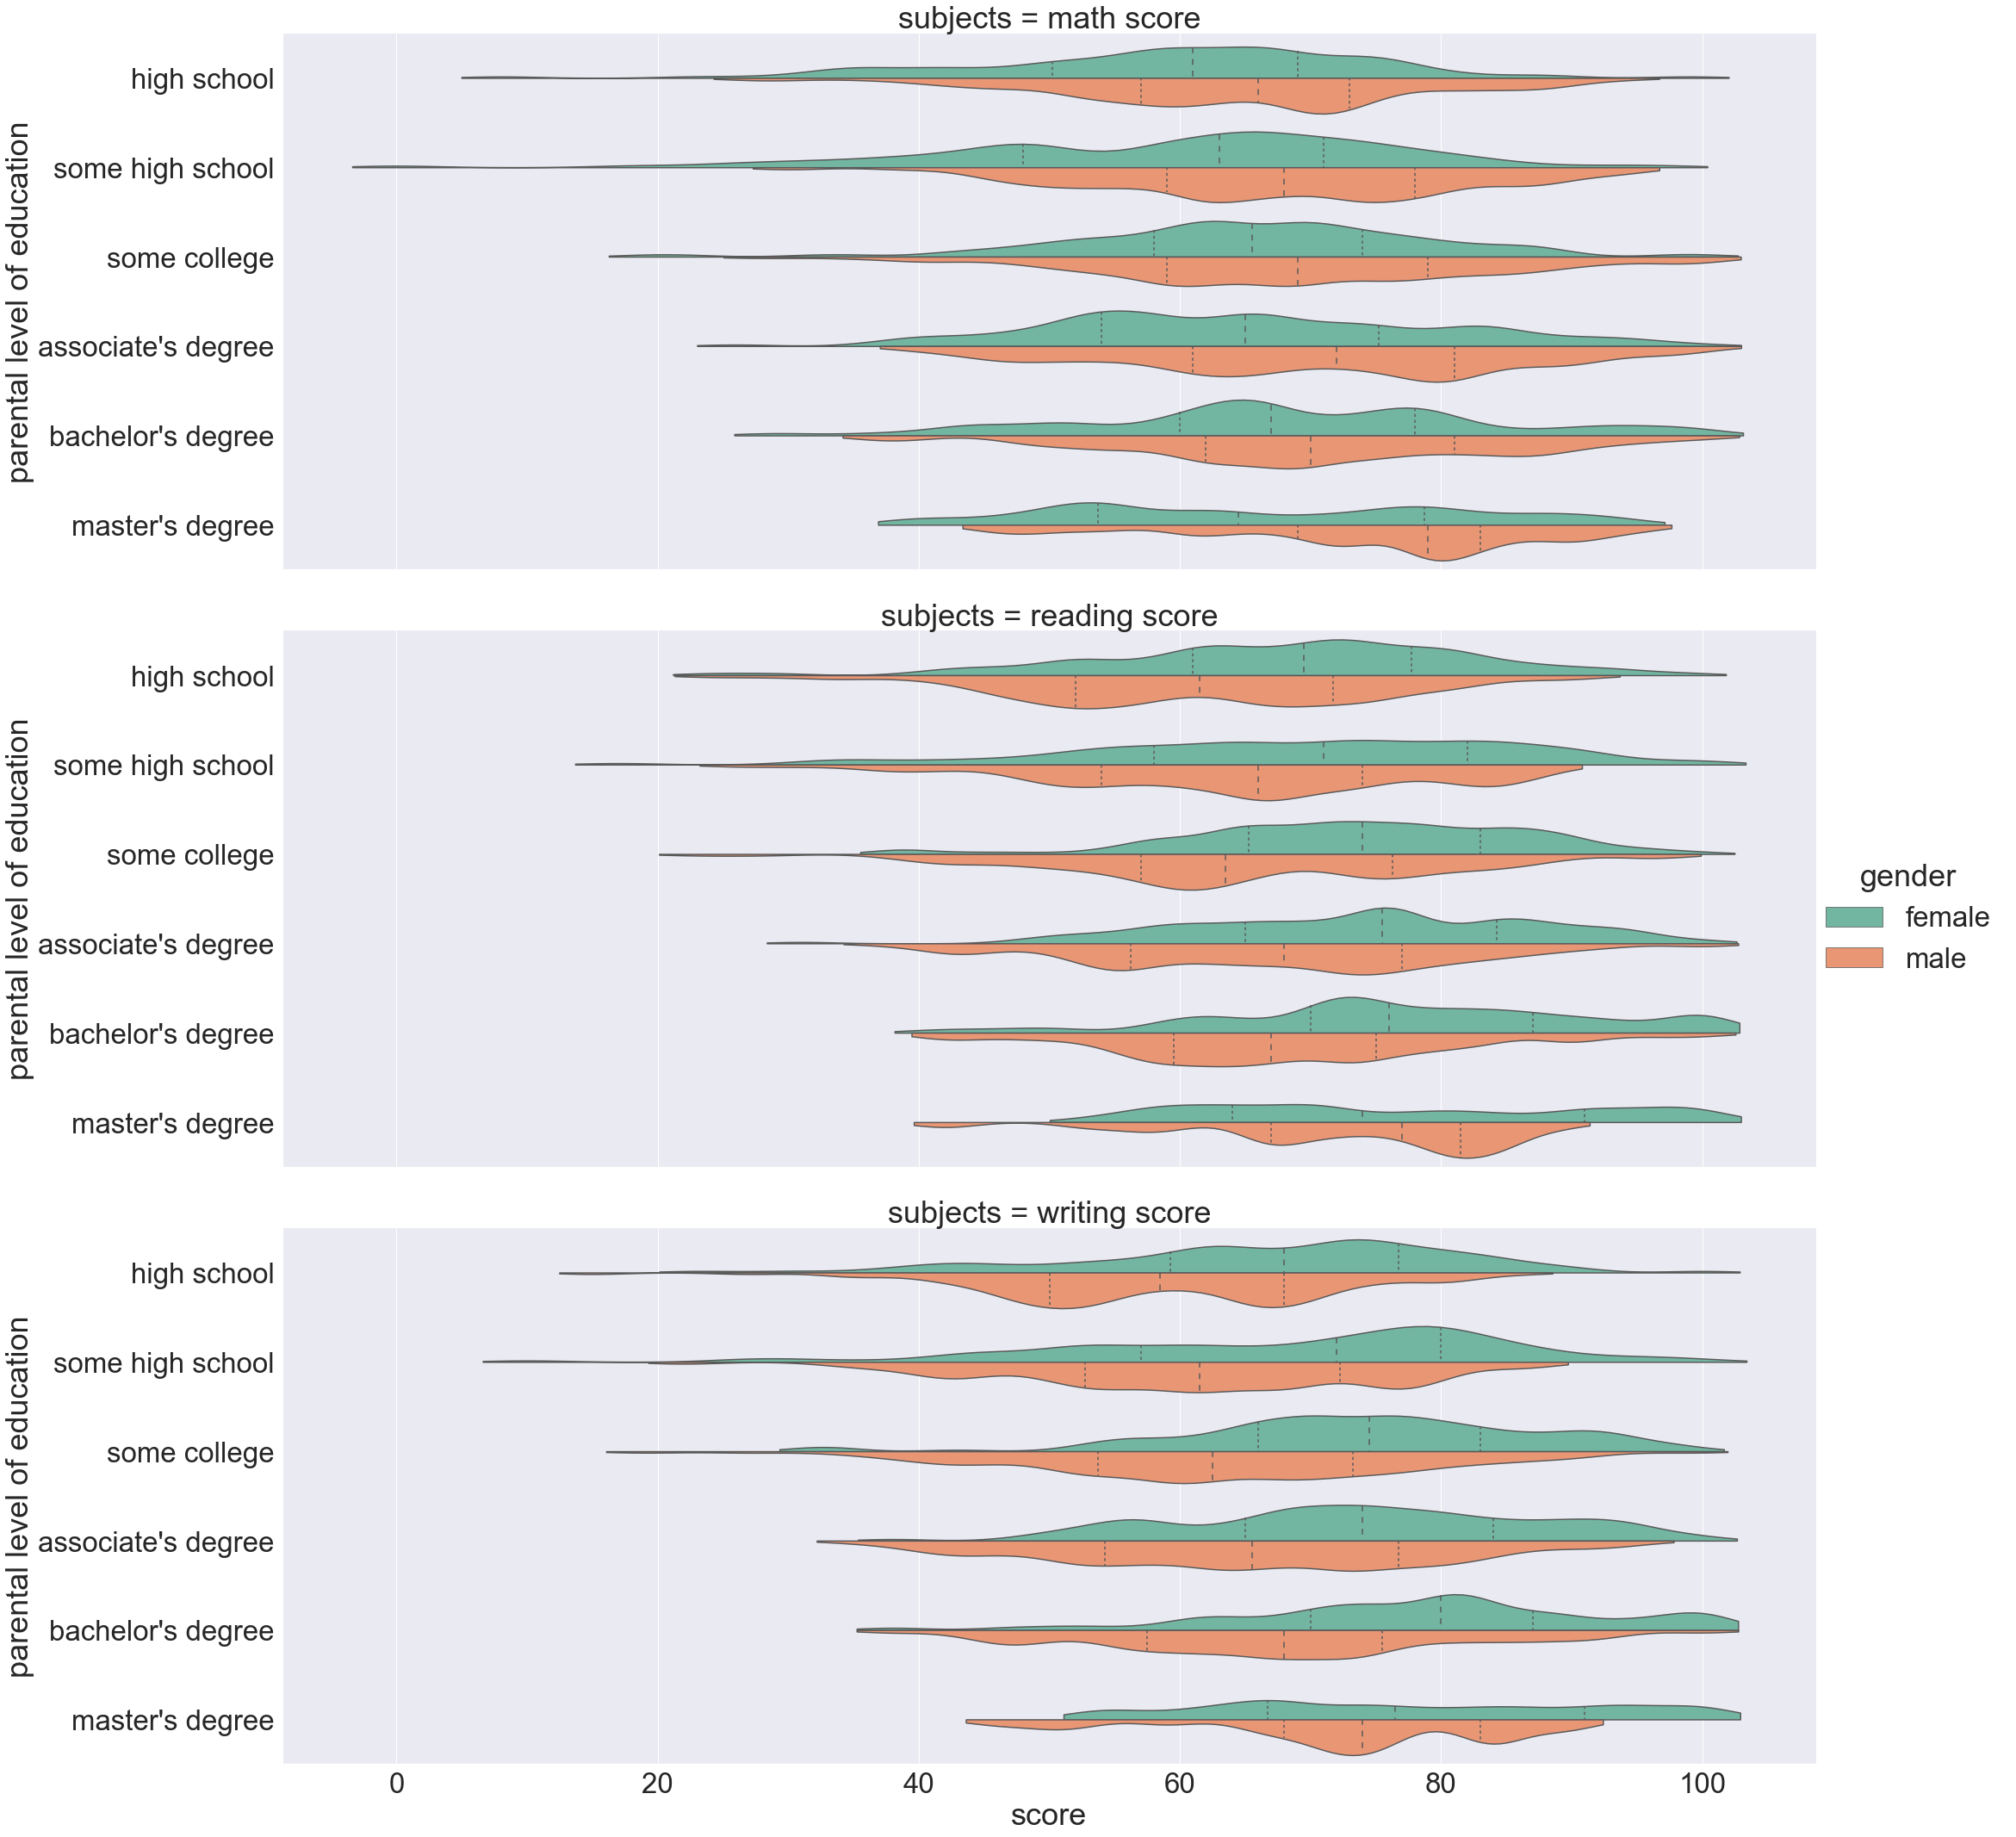 subjects = math score
parental level of education
high school
some high school
some college
associate's degree
bachelor's degree
master's degree
subjects = reading score
parental level of education
high school
some high school
some college
associate's degree
bachelor's degree
master's degree
gender
female
male
subjects = writing score
parental level of education
high school
some high school
some college
associate's degree
bachelor's degree
master's degree
0 20 40 60 80 100
score